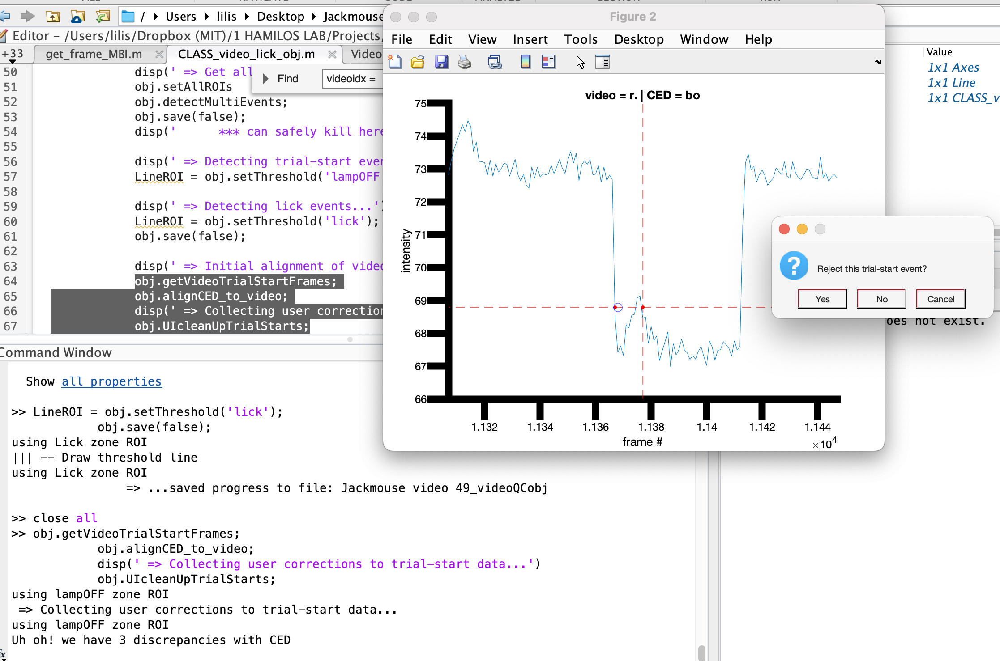 / ▸ Users ▸ lilis ▸ Desktop ▸ Jackmouse
Editor – /Users/lilis/Dropbox (MIT)/1 HAMILOS LAB/Projects/
+33 get_frame_MBI.m CLASS_video_lick_obj.m Video
Find videoidx =
50 disp(' => Get all
51 obj.setAllROIs
52 obj.detectMultiEvents;
53 obj.save(false);
54 disp('      *** can safely kill here
55
56 disp(' => Detecting trial-start ever
57 LineROI = obj.setThreshold('lampOFF'
58
59 disp(' => Detecting lick events...')
60 LineROI = obj.setThreshold('lick');
61 obj.save(false);
62
63 disp(' => Initial alignment of video
64 obj.getVideoTrialStartFrames;
65 obj.alignCED_to_video;
66 disp(' => Collecting user correction
67 obj.UIcleanUpTrialStarts;
Command Window
Show all properties
>> LineROI = obj.setThreshold('lick');
obj.save(false);
using Lick zone ROI
||| -- Draw threshold line
using Lick zone ROI
=> ...saved progress to file: Jackmouse video 49_videoQCobj
>> close all
>> obj.getVideoTrialStartFrames;
obj.alignCED_to_video;
disp(' => Collecting user corrections to trial-start data...')
obj.UIcleanUpTrialStarts;
using lampOFF zone ROI
=> Collecting user corrections to trial-start data...
using lampOFF zone ROI
Uh oh! we have 3 discrepancies with CED
Figure 2
File Edit View Insert Tools Desktop Window Help
video = r. | CED = bo
75
74
73
72
71
70
69
68
67
66
intensity
1.132 1.134 1.136 1.138 1.14 1.142 1.144
frame #
×10⁴
Value
1x1 Axes
1x1 Line
1x1 CLASS_v
Reject this trial-start event?
Yes No Cancel
not exist.